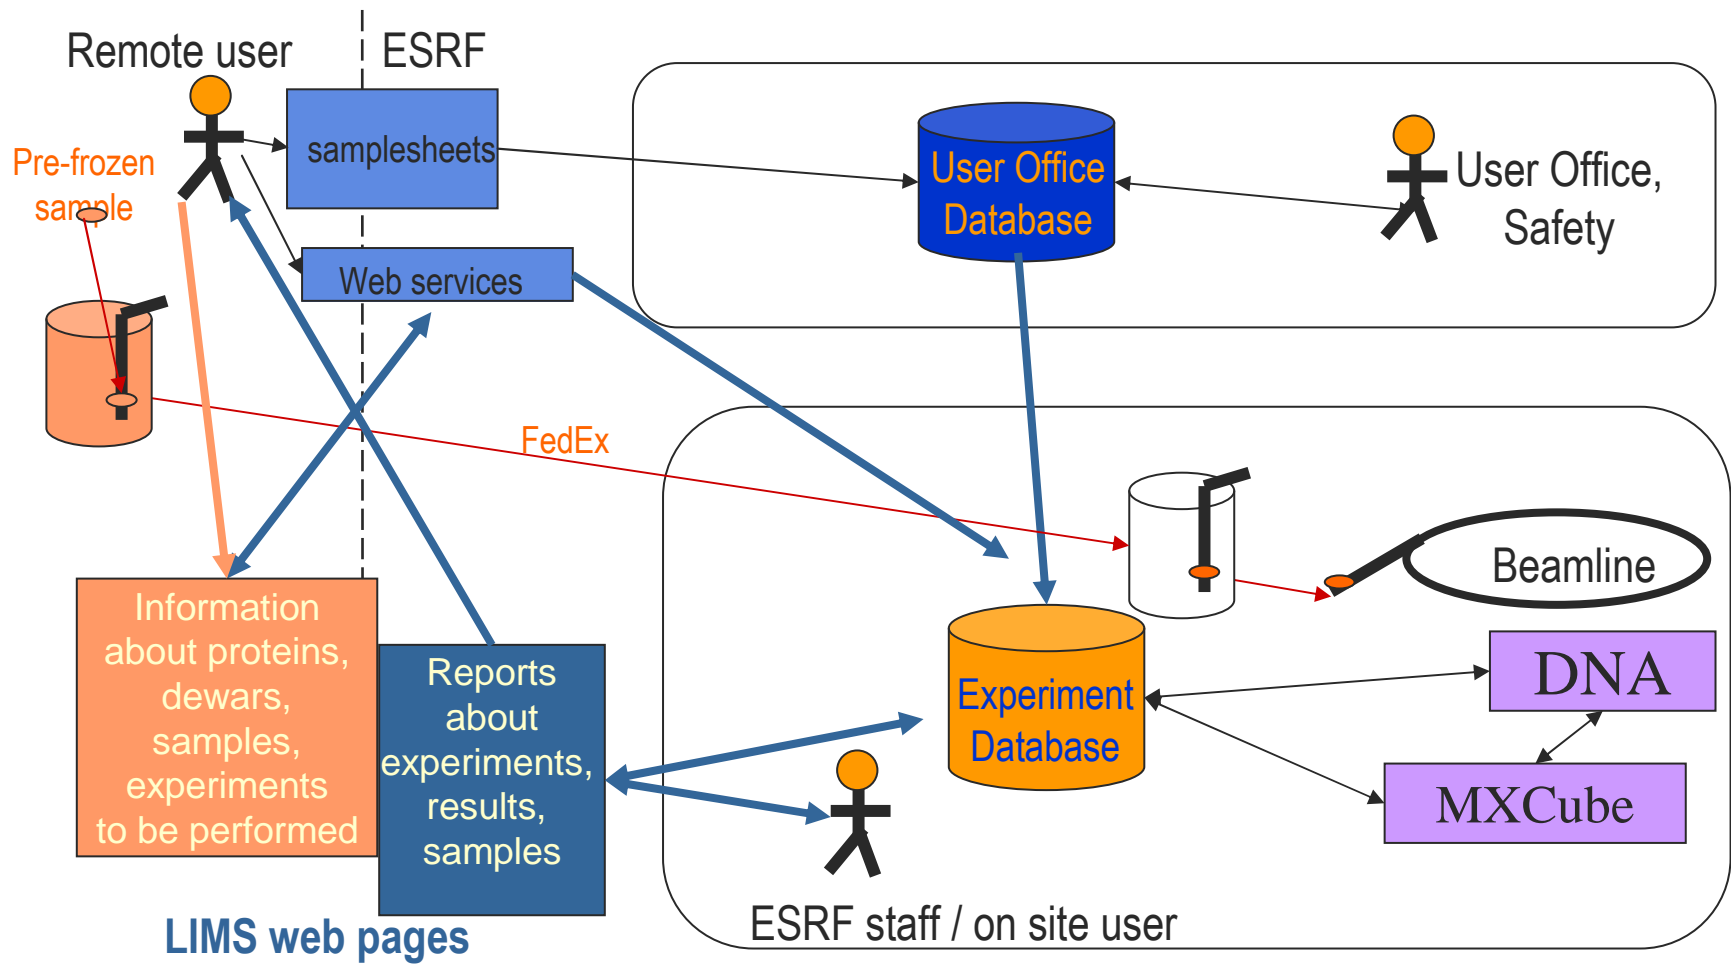 Remote user
ESRF
samplesheets
Pre-frozen
sample
User Office
Database
User Office,
Safety
Web services
FedEx
Beamline
Information
about proteins,
dewars,
samples,
experiments
to be performed
Reports
about
experiments,
results,
samples
Experiment
Database
DNA
MXCube
ESRF staff / on site user
LIMS web pages